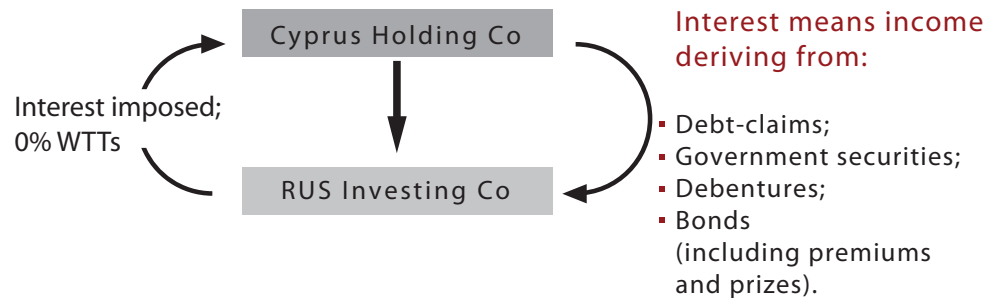 Cyprus Holding Co
Interest imposed;
0% WTTs
RUS Investing Co
Interest means income
deriving from:
▪ Debt-claims;
▪ Government securities;
▪ Debentures;
▪ Bonds
(including premiums
and prizes).